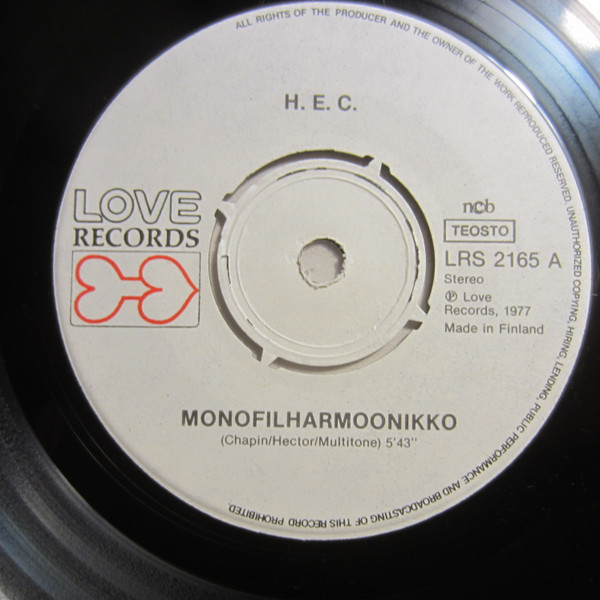 ALL RIGHTS OF THE PRODUCER AND THE OWNER OF THE WORK REPRODUCED RESERVED. UNAUTHORIZED COPYING, HIRING, LENDING, PUBLIC PERFORMANCE AND BROADCASTING OF THIS RECORD PROHIBITED.
H. E. C.
LOVE
RECORDS
ncb
TEOSTO
LRS 2165 A
Stereo
℗ Love
Records, 1977
Made in Finland
MONOFILHARMOONIKKO
(Chapin/Hector/Multitone) 5'43"